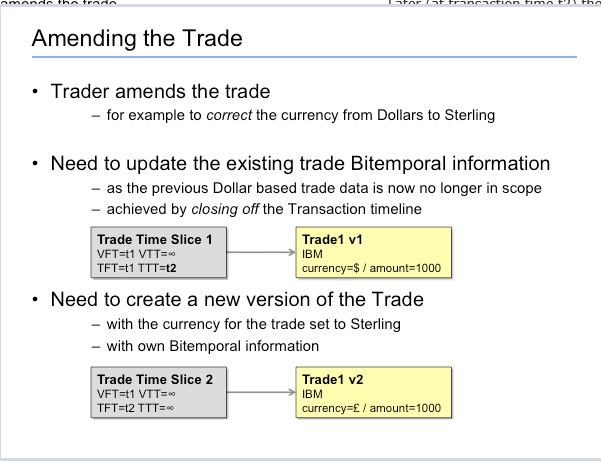 amends the trade
Later (at transaction time t2) the
Amending the Trade
• Trader amends the trade
– for example to correct the currency from Dollars to Sterling
• Need to update the existing trade Bitemporal information
– as the previous Dollar based trade data is now no longer in scope
– achieved by closing off the Transaction timeline
Trade Time Slice 1
VFT=t1 VTT=∞
TFT=t1 TTT=t2
Trade1 v1
IBM
currency=$ / amount=1000
• Need to create a new version of the Trade
– with the currency for the trade set to Sterling
– with own Bitemporal information
Trade Time Slice 2
VFT=t1 VTT=∞
TFT=t2 TTT=∞
Trade1 v2
IBM
currency=£ / amount=1000